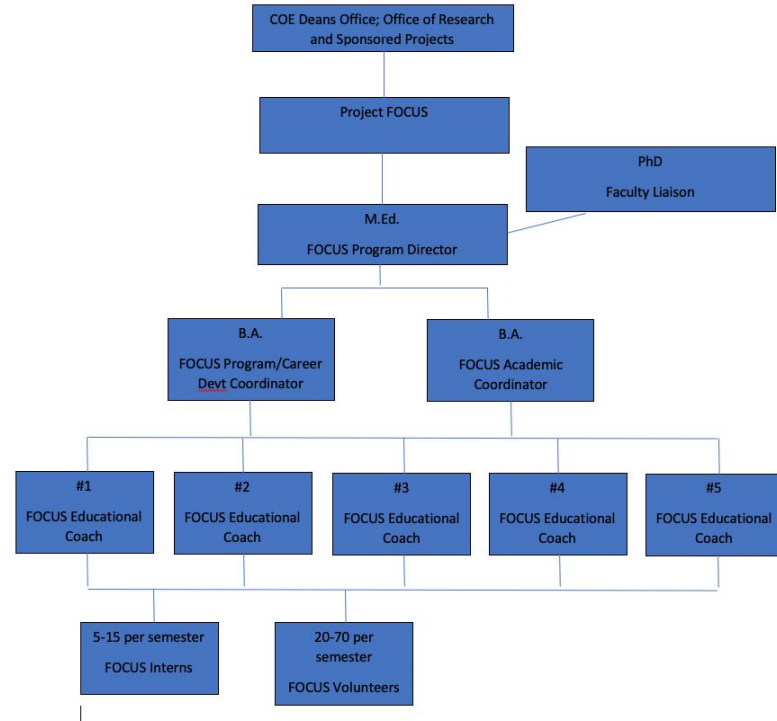 COE Deans Office; Office of Research
and Sponsored Projects
Project FOCUS
PhD
Faculty Liaison
M.Ed.
FOCUS Program Director
B.A.
FOCUS Program/Career
Devt Coordinator
B.A.
FOCUS Academic
Coordinator
#1
FOCUS Educational
Coach
#2
FOCUS Educational
Coach
#3
FOCUS Educational
Coach
#4
FOCUS Educational
Coach
#5
FOCUS Educational
Coach
5-15 per semester
FOCUS Interns
20-70 per
semester
FOCUS Volunteers